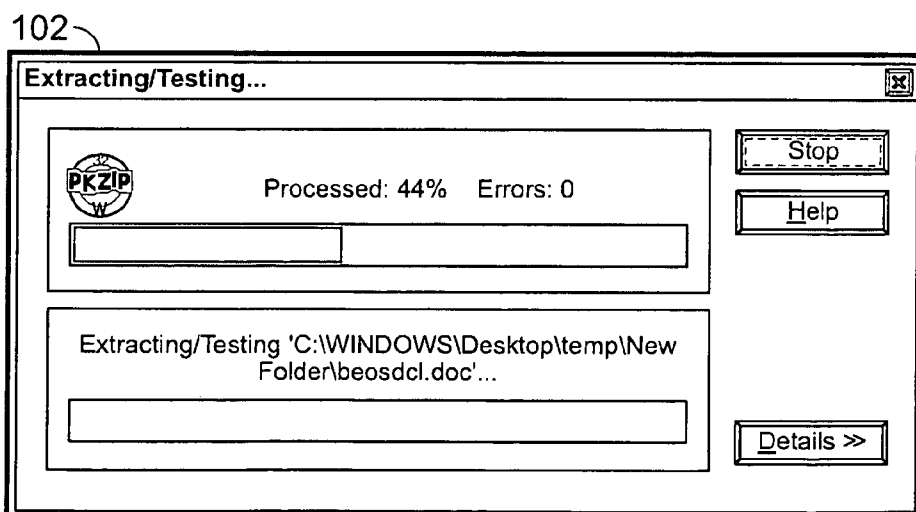 102
Extracting/Testing...
32
PKZIP
W
Processed: 44% Errors: 0
Stop
Help
Extracting/Testing 'C:\WINDOWS\Desktop\temp\New
Folder\beosdcl.doc'...
Details >>